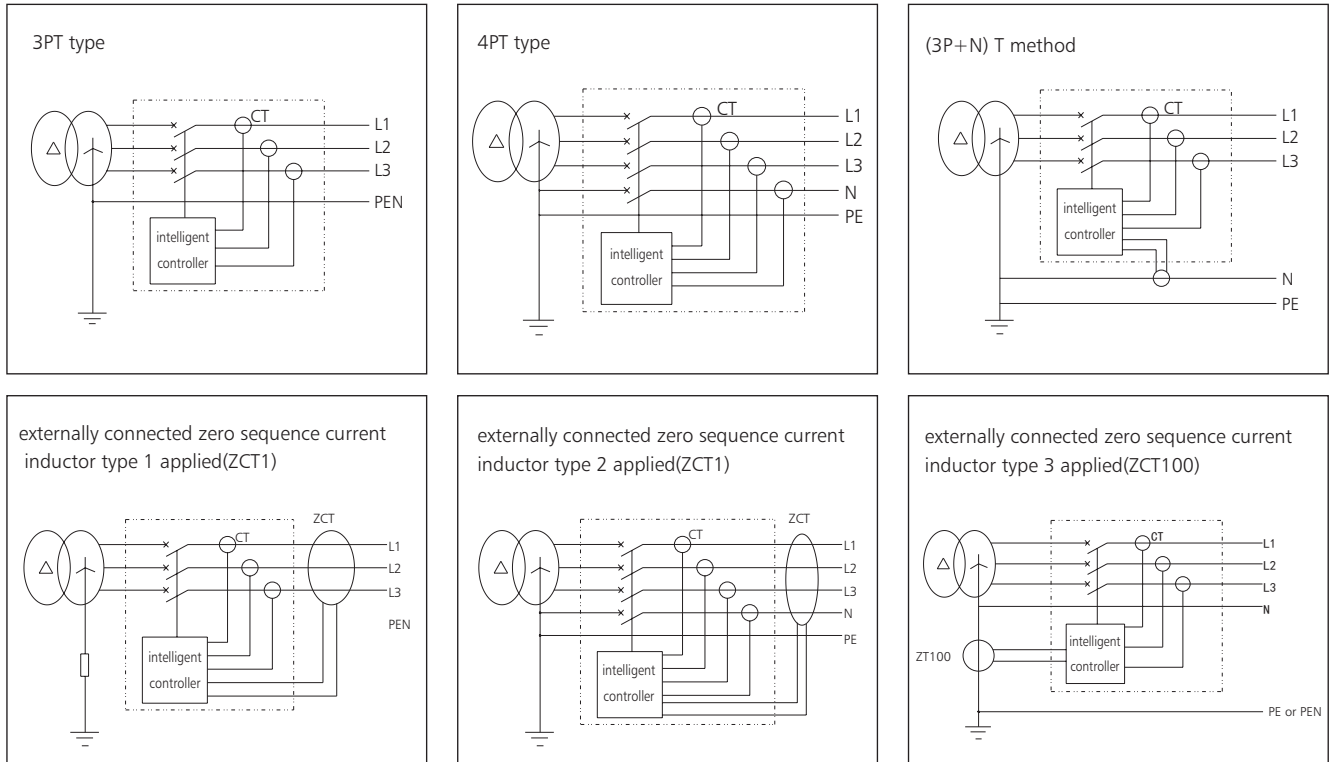 3PT type
CT
L1
L2
L3
PEN
intelligent
controller
4PT type
CT
L1
L2
L3
N
PE
intelligent
controller
(3P+N) T method
CT
L1
L2
L3
intelligent
controller
N
PE
externally connected zero sequence current
inductor type 1 applied(ZCT1)
ZCT
CT
L1
L2
L3
PEN
intelligent
controller
externally connected zero sequence current
inductor type 2 applied(ZCT1)
ZCT
CT
L1
L2
L3
N
PE
intelligent
controller
externally connected zero sequence current
inductor type 3 applied(ZCT100)
CT
L1
L2
L3
N
intelligent
ZT100
controller
PE or PEN